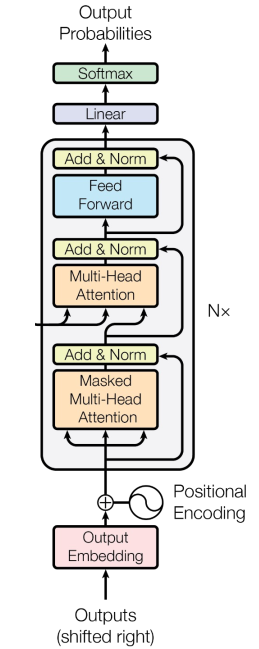 Output
Probabilities
Softmax
Linear
Add & Norm
Feed
Forward
Add & Norm
Multi-Head
Attention
N×
Add & Norm
Masked
Multi-Head
Attention
Positional
Encoding
Output
Embedding
Outputs
(shifted right)